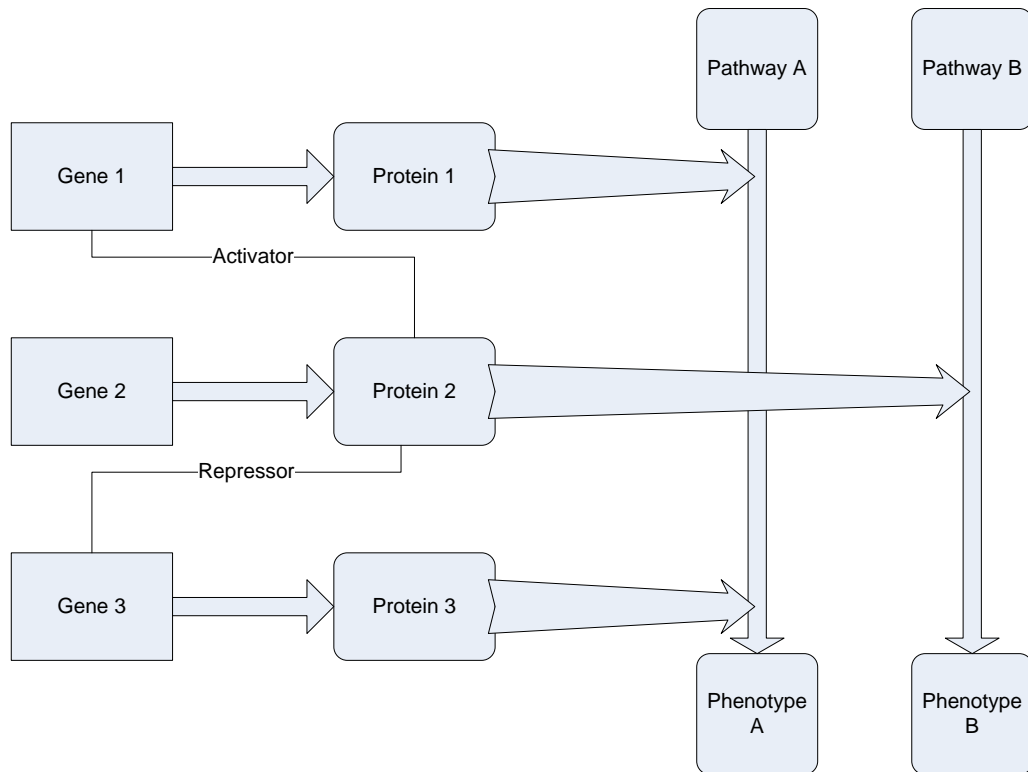 Pathway A
Pathway B
Gene 1
Protein 1
Activator
Gene 2
Protein 2
Repressor
Gene 3
Protein 3
Phenotype
A
Phenotype
B